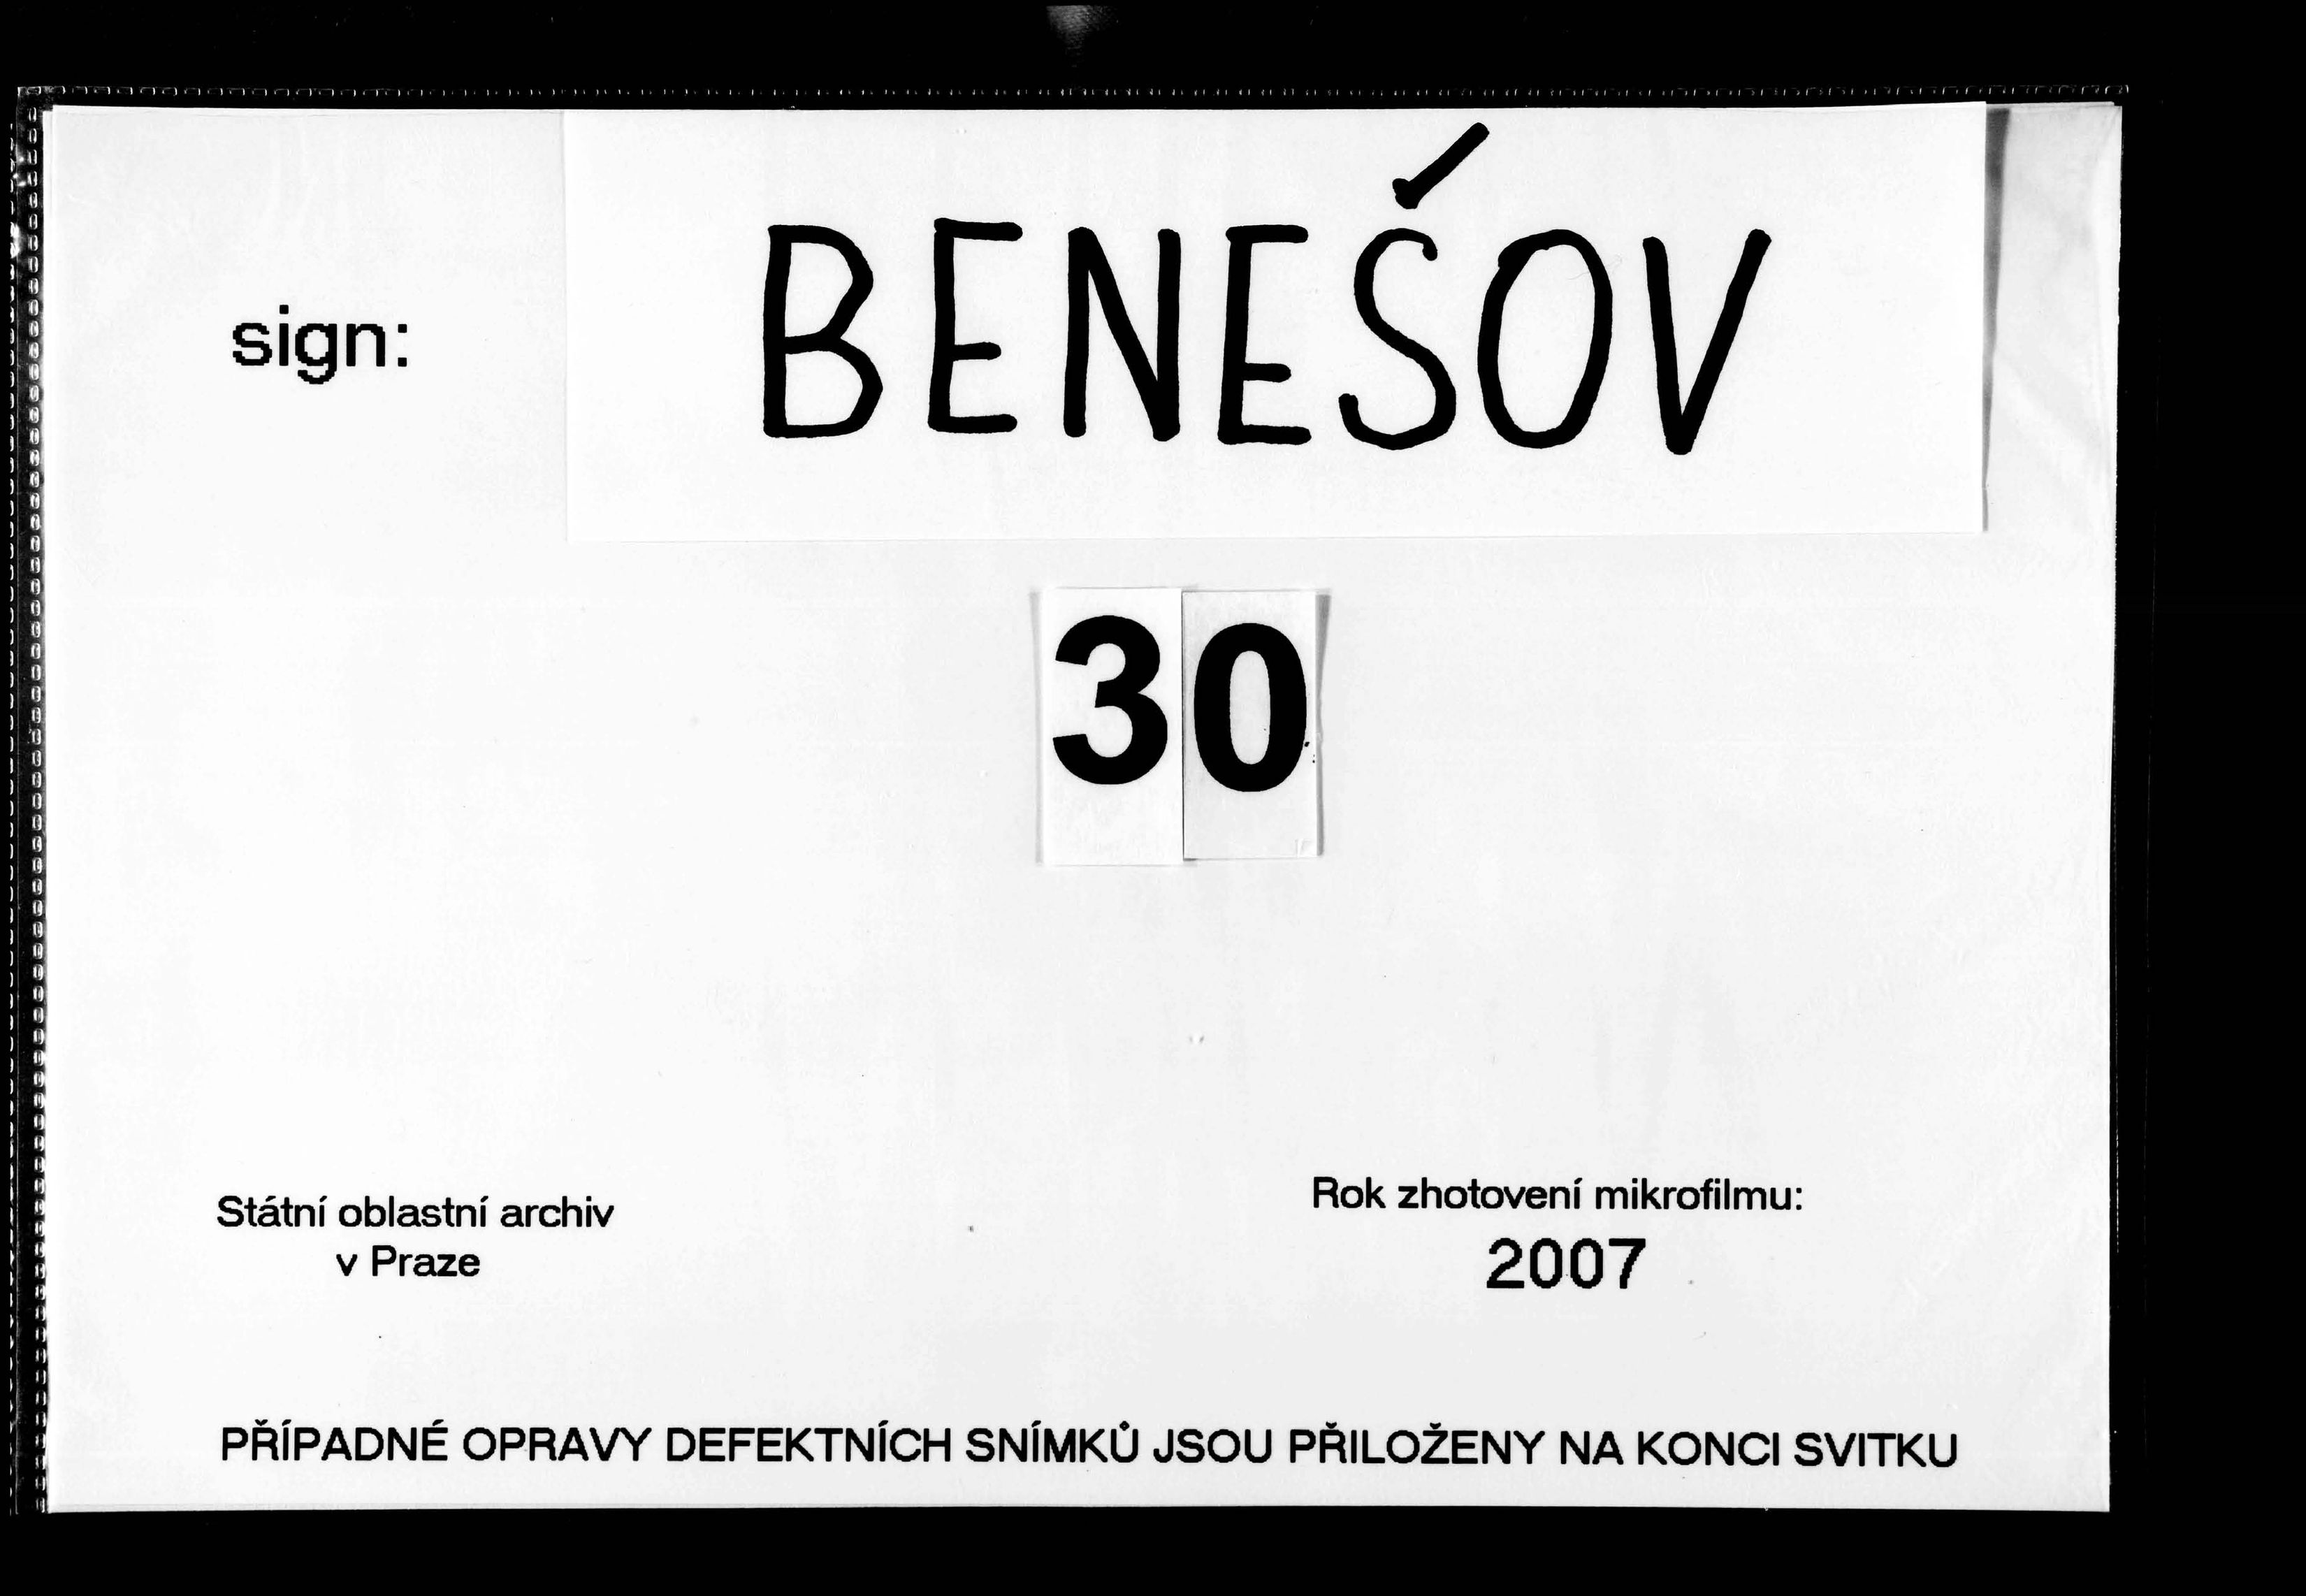 sign:
BENEŠOV
30
Státní oblastní archiv
v Praze
Rok zhotovení mikrofilmu:
2007
PŘÍPADNÉ OPRAVY DEFEKTNÍCH SNÍMKŮ JSOU PŘILOŽENY NA KONCI SVITKU